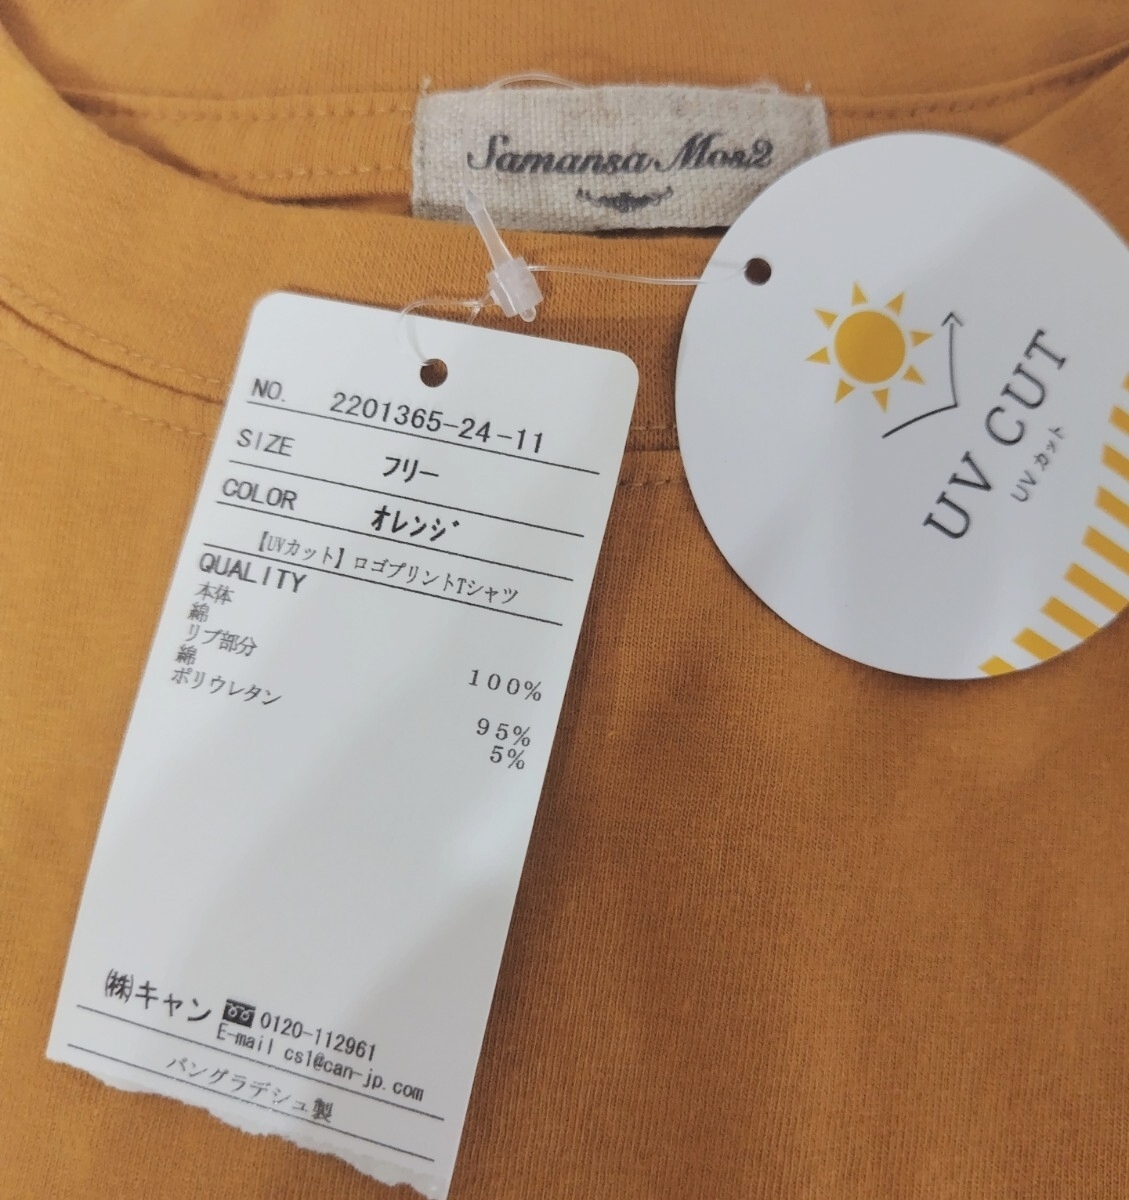 Samansa Mos2
NO. 2201365-24-11
SIZE フリー
COLOR オレンジ
【UVカット】ロゴプリントTシャツ
QUALITY
本体
綿 100%
リブ部分
綿 95%
ポリウレタン 5%
(株)キャン 0120-112961
E-mail cs1@can-jp.com
バングラデシュ製
UV CUT
UVカット